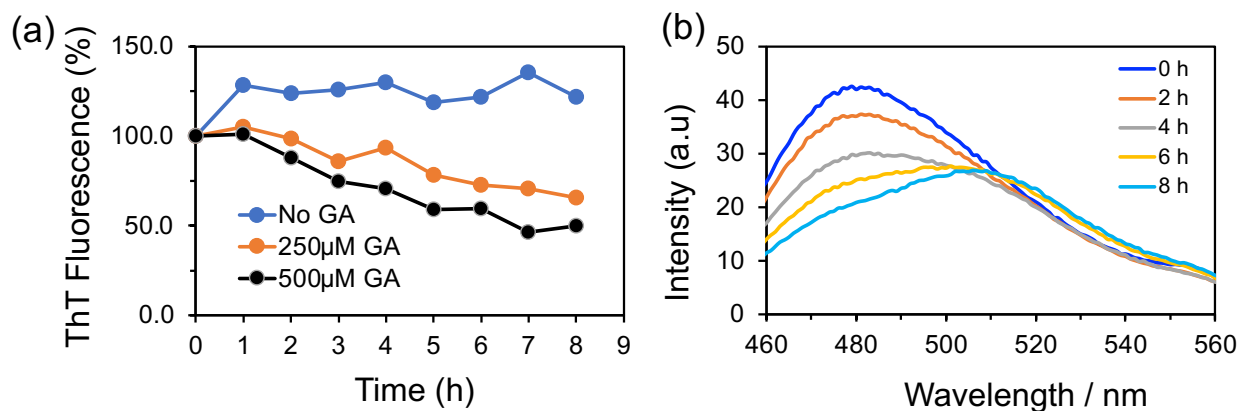 (a)
ThT Fluorescence (%)
150.0
100.0
50.0
0.0
No GA
250µM GA
500µM GA
0 1 2 3 4 5 6 7 8 9
Time (h)
(b)
Intensity (a.u)
50
40
30
20
10
0
0 h
2 h
4 h
6 h
8 h
460 480 500 520 540 560
Wavelength / nm